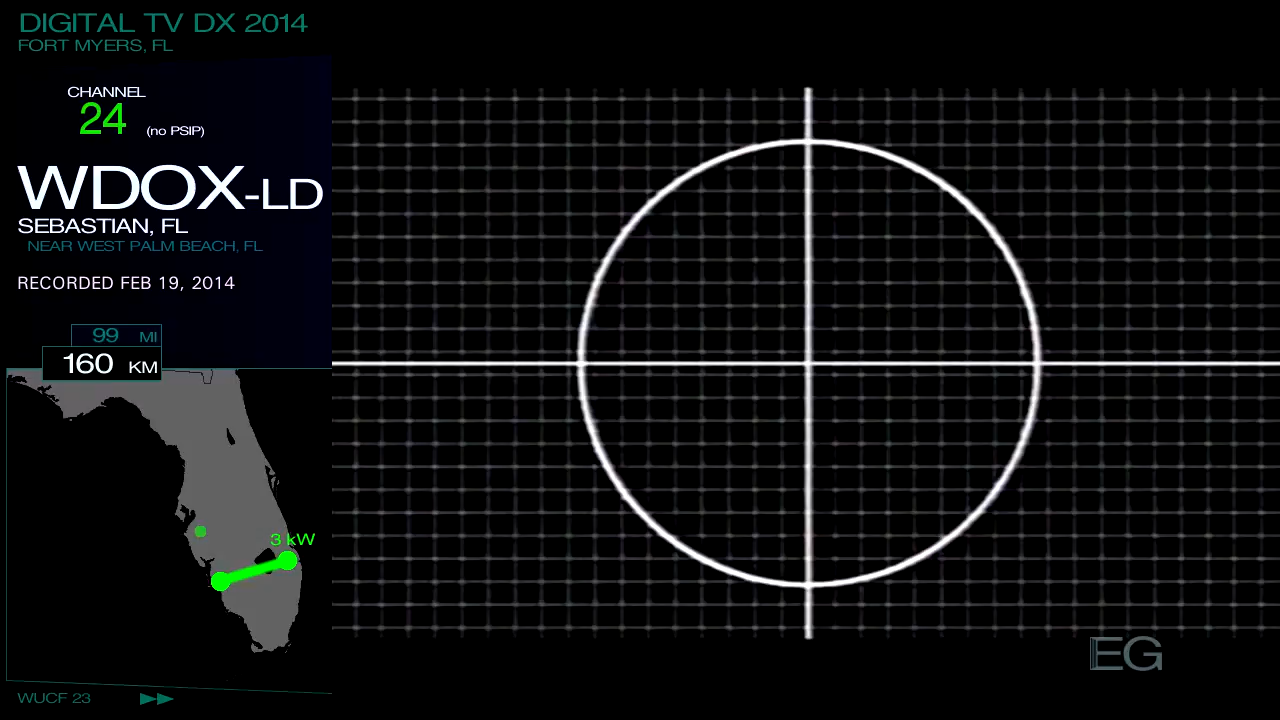 DIGITAL TV DX 2014
FORT MYERS, FL
CHANNEL
24 (no PSIP)
WDOX-LD
SEBASTIAN, FL
NEAR WEST PALM BEACH, FL
RECORDED FEB 19, 2014
99 MI
160 KM
3 kW
WUCF 23
EG